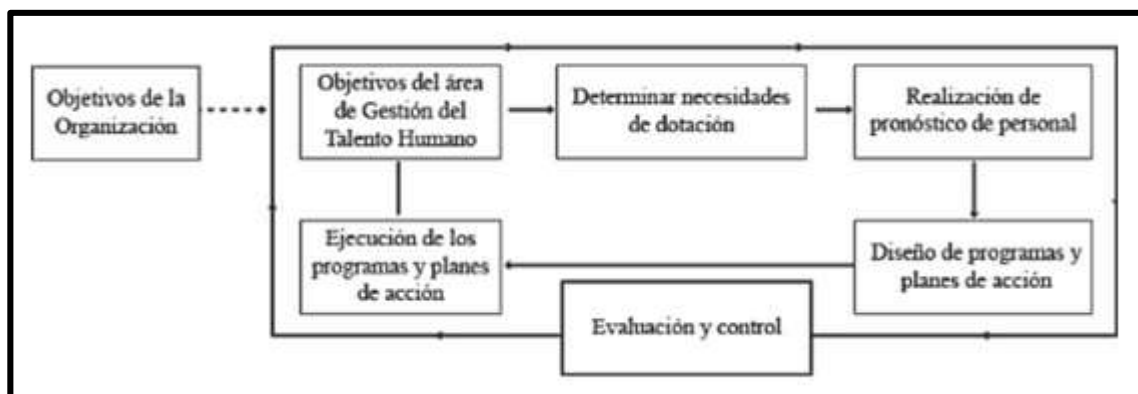 Objetivos de la
Organización
Objetivos del área
de Gestión del
Talento Humano
Determinar necesidades
de dotación
Realización de
pronóstico de personal
Ejecución de los
programas y planes
de acción
Diseño de programas y
planes de acción
Evaluación y control